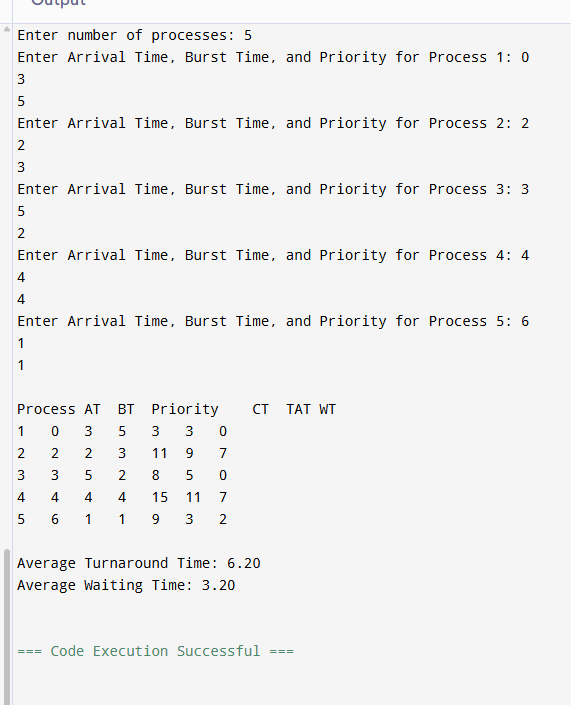 Output
Enter number of processes: 5
Enter Arrival Time, Burst Time, and Priority for Process 1: 0
3
5
Enter Arrival Time, Burst Time, and Priority for Process 2: 2
2
3
Enter Arrival Time, Burst Time, and Priority for Process 3: 3
5
2
Enter Arrival Time, Burst Time, and Priority for Process 4: 4
4
4
Enter Arrival Time, Burst Time, and Priority for Process 5: 6
1
1
Process AT BT Priority CT TAT WT
1 0 3 5 3 3 0
2 2 2 3 11 9 7
3 3 5 2 8 5 0
4 4 4 4 15 11 7
5 6 1 1 9 3 2
Average Turnaround Time: 6.20
Average Waiting Time: 3.20
=== Code Execution Successful ===